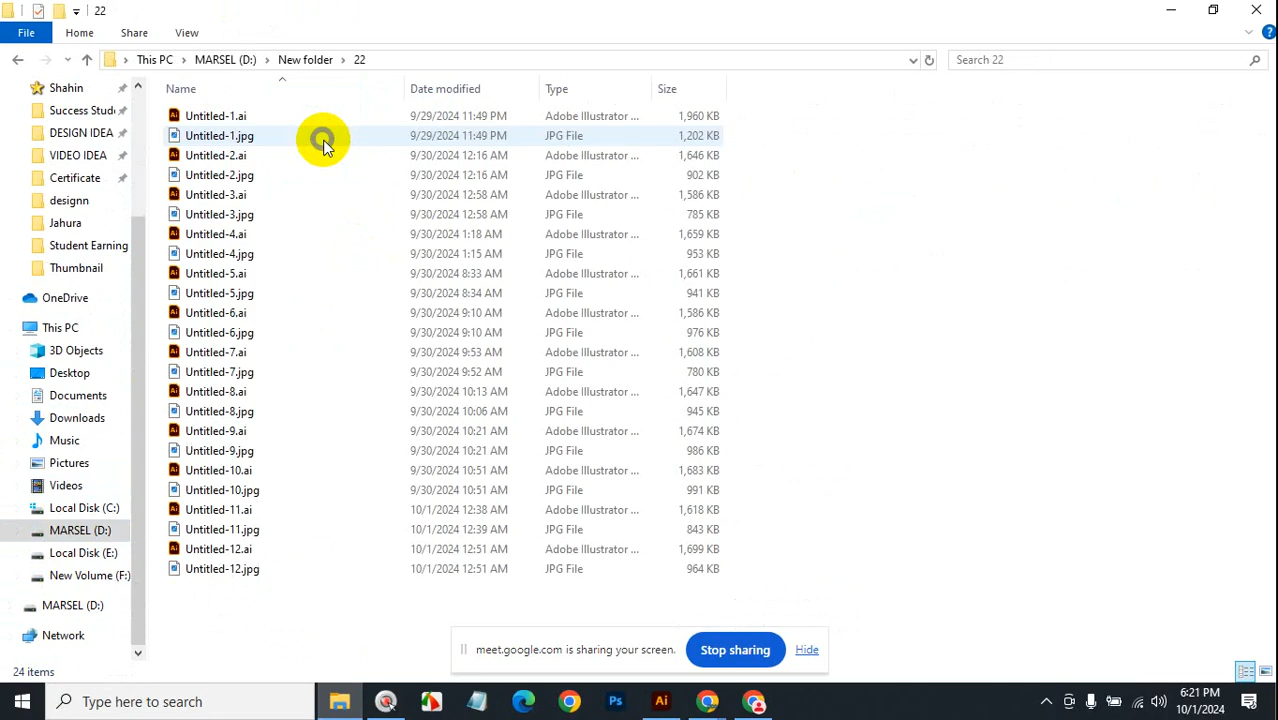 22
File Home Share View
This PC MARSEL (D:) New folder 22 Search 22
Name Date modified Type Size
Shahin
Success Stude
DESIGN IDEA
VIDEO IDEA
Certificate
designn
Jahura
Student Earning
Thumbnail
OneDrive
This PC
3D Objects
Desktop
Documents
Downloads
Music
Pictures
Videos
Local Disk (C:)
MARSEL (D:)
Local Disk (E:)
New Volume (F:)
MARSEL (D:)
Network
Untitled-1.ai 9/29/2024 11:49 PM Adobe Illustrator ... 1,960 KB
Untitled-1.jpg 9/29/2024 11:49 PM JPG File 1,202 KB
Untitled-2.ai 9/30/2024 12:16 AM Adobe Illustrator ... 1,646 KB
Untitled-2.jpg 9/30/2024 12:16 AM JPG File 902 KB
Untitled-3.ai 9/30/2024 12:58 AM Adobe Illustrator ... 1,586 KB
Untitled-3.jpg 9/30/2024 12:58 AM JPG File 785 KB
Untitled-4.ai 9/30/2024 1:18 AM Adobe Illustrator ... 1,659 KB
Untitled-4.jpg 9/30/2024 1:15 AM JPG File 953 KB
Untitled-5.ai 9/30/2024 8:33 AM Adobe Illustrator ... 1,661 KB
Untitled-5.jpg 9/30/2024 8:34 AM JPG File 941 KB
Untitled-6.ai 9/30/2024 9:10 AM Adobe Illustrator ... 1,586 KB
Untitled-6.jpg 9/30/2024 9:10 AM JPG File 976 KB
Untitled-7.ai 9/30/2024 9:53 AM Adobe Illustrator ... 1,608 KB
Untitled-7.jpg 9/30/2024 9:52 AM JPG File 780 KB
Untitled-8.ai 9/30/2024 10:13 AM Adobe Illustrator ... 1,647 KB
Untitled-8.jpg 9/30/2024 10:06 AM JPG File 945 KB
Untitled-9.ai 9/30/2024 10:21 AM Adobe Illustrator ... 1,674 KB
Untitled-9.jpg 9/30/2024 10:21 AM JPG File 986 KB
Untitled-10.ai 9/30/2024 10:51 AM Adobe Illustrator ... 1,683 KB
Untitled-10.jpg 9/30/2024 10:51 AM JPG File 991 KB
Untitled-11.ai 10/1/2024 12:38 AM Adobe Illustrator ... 1,618 KB
Untitled-11.jpg 10/1/2024 12:39 AM JPG File 843 KB
Untitled-12.ai 10/1/2024 12:51 AM Adobe Illustrator ... 1,699 KB
Untitled-12.jpg 10/1/2024 12:51 AM JPG File 964 KB
meet.google.com is sharing your screen. Stop sharing Hide
24 items
Type here to search Ps Ai 6:21 PM
10/1/2024